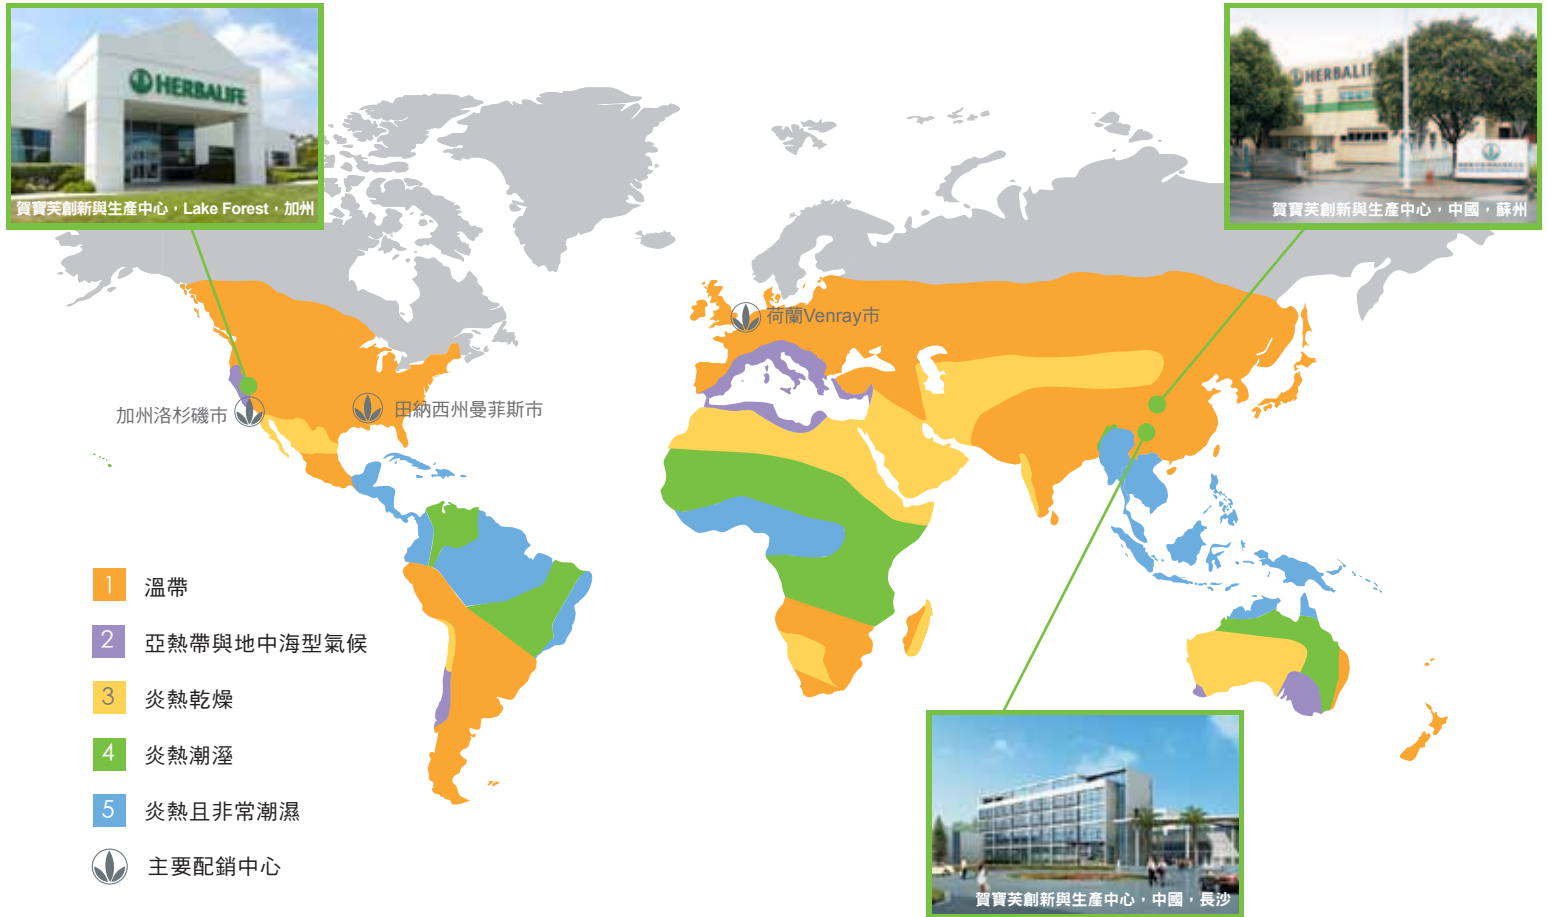 HERBALIFE
賀寶芙創新與生產中心，Lake Forest，加州
HERBALIF
賀寶芙創新與生產中心，中國，蘇州
荷蘭Venray市
加州洛杉磯市
田納西州曼菲斯市
1 溫帶
2 亞熱帶與地中海型氣候
3 炎熱乾燥
4 炎熱潮溼
5 炎熱且非常潮濕
主要配銷中心
賀寶芙創新與生產中心，中國，長沙